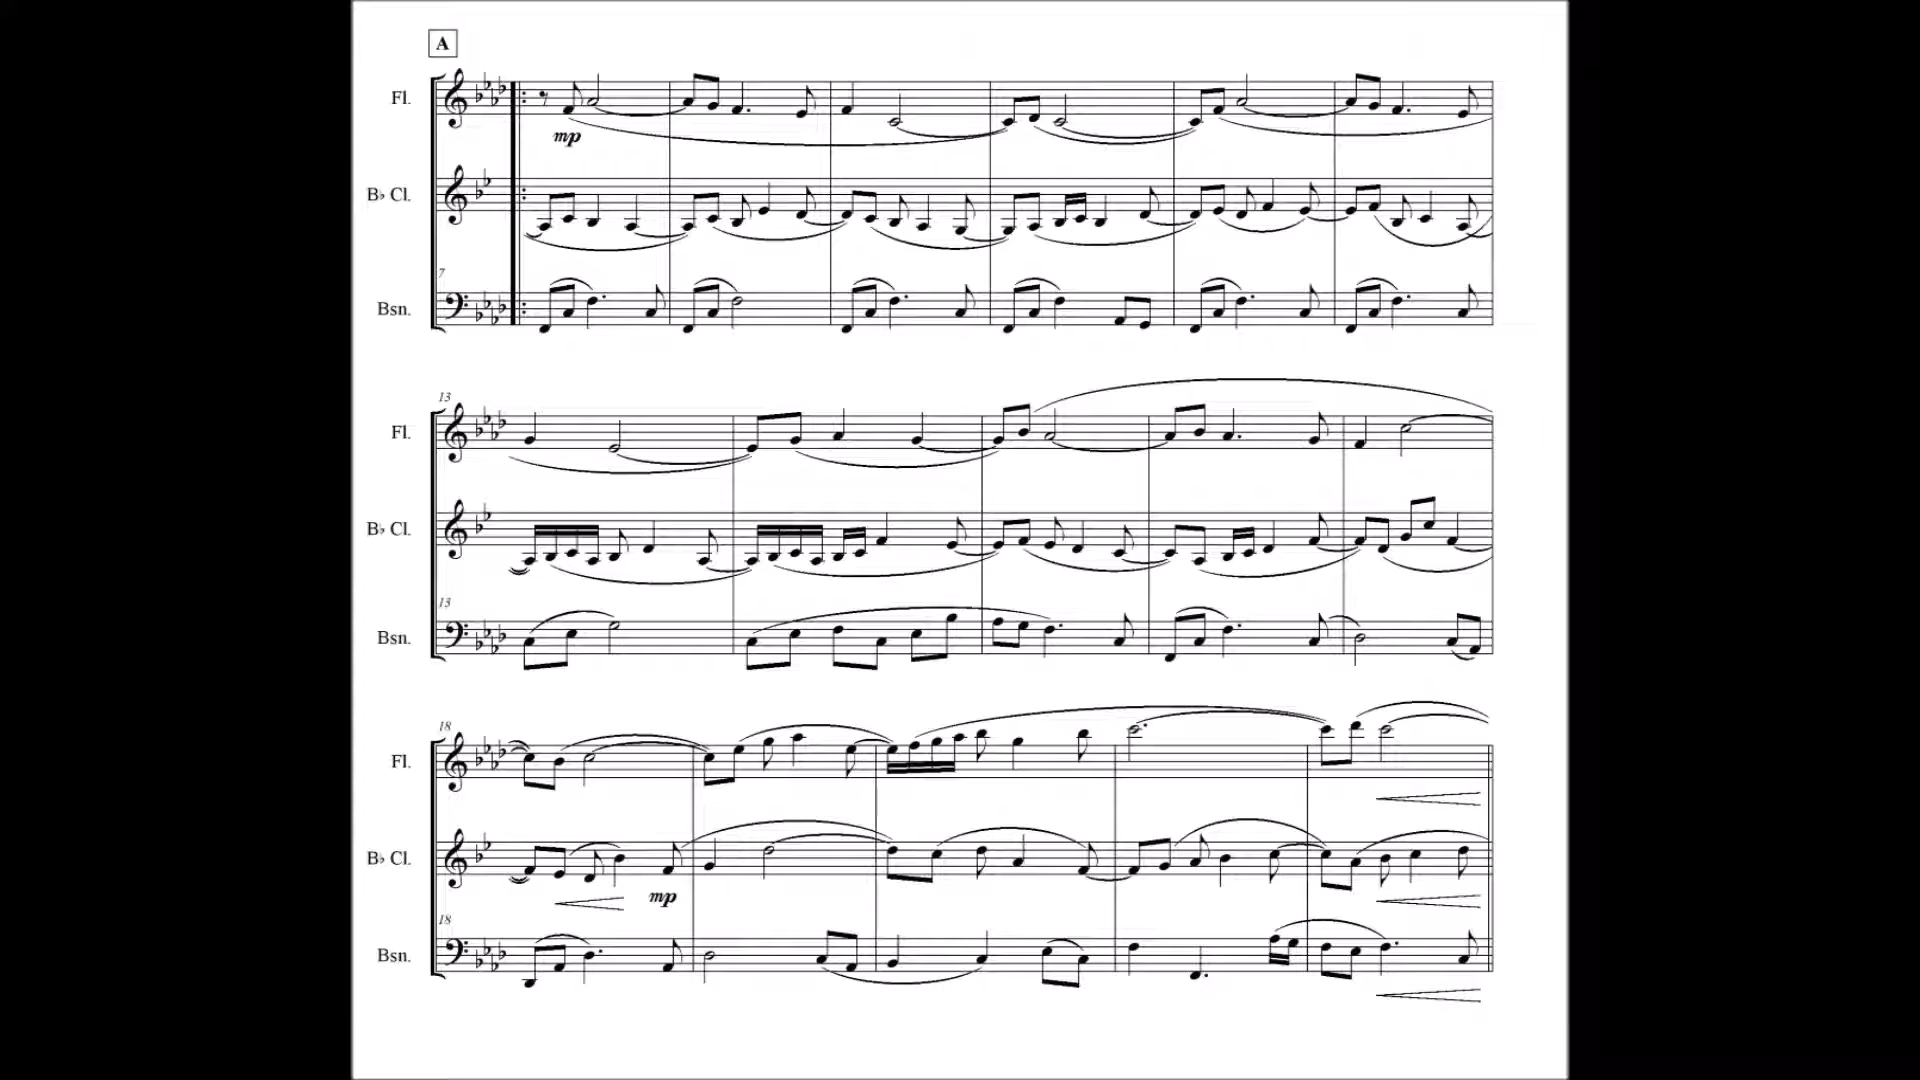 A
Fl.
mp
B♭ Cl.
7
Bsn.
13
Fl.
B♭ Cl.
13
Bsn.
18
Fl.
B♭ Cl.
mp
18
Bsn.